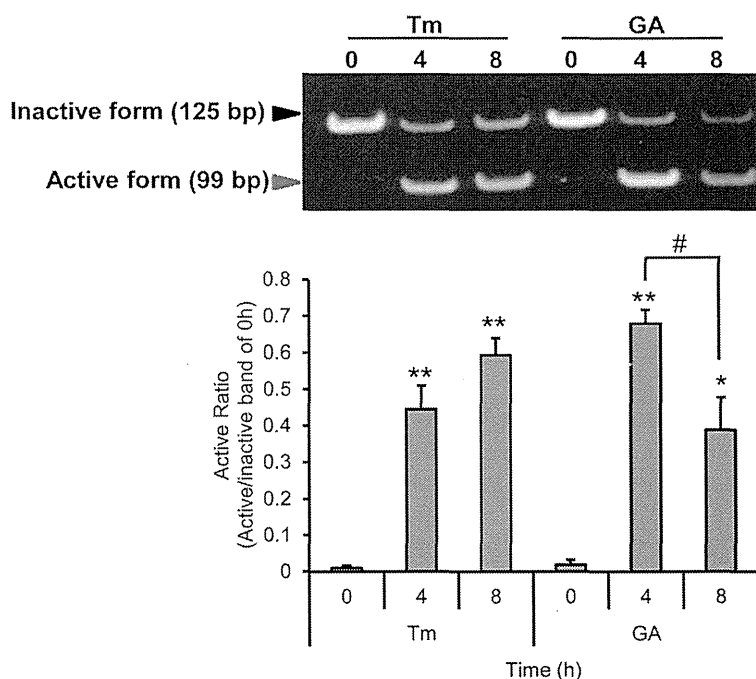 Tm GA
0 4 8 0 4 8
Inactive form (125 bp)
Active form (99 bp)
#
0.8
0.7
0.6
0.5
0.4
0.3
0.2
0.1
0
Active Ratio
(Active/inactive band of 0h)
** ** ** *
0 4 8 0 4 8
Tm GA
Time (h)